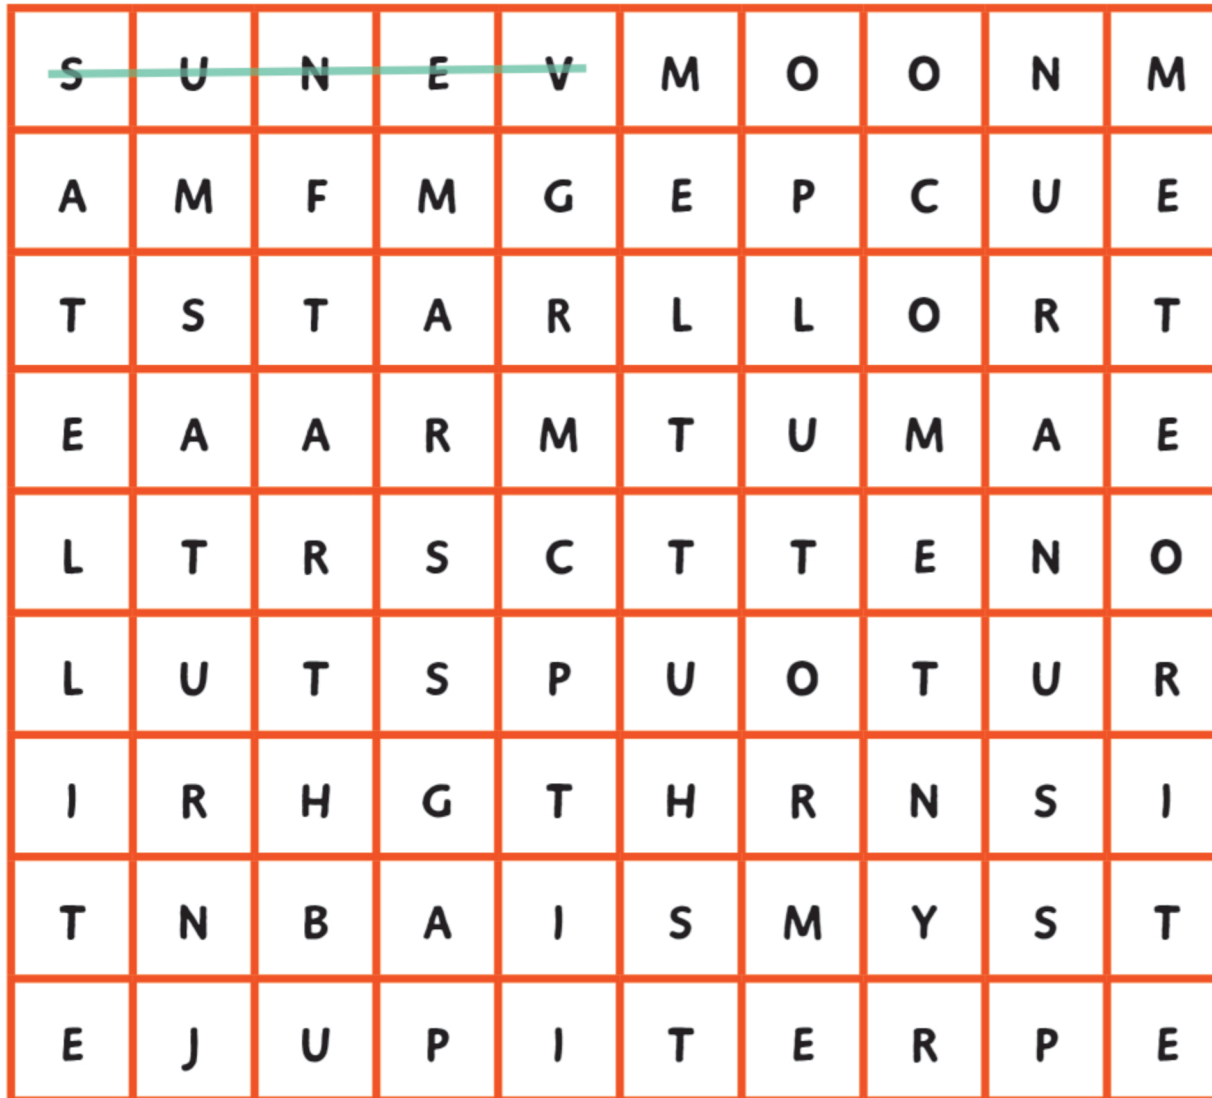 S U N E V M O O N M
A M F M G E P C U E
T S T A R L L O R T
E A A R M T U M A E
L T R S C T T E N O
L U T S P U O T U R
I R H G T H R N S I
T N B A I S M Y S T
E J U P I T E R P E